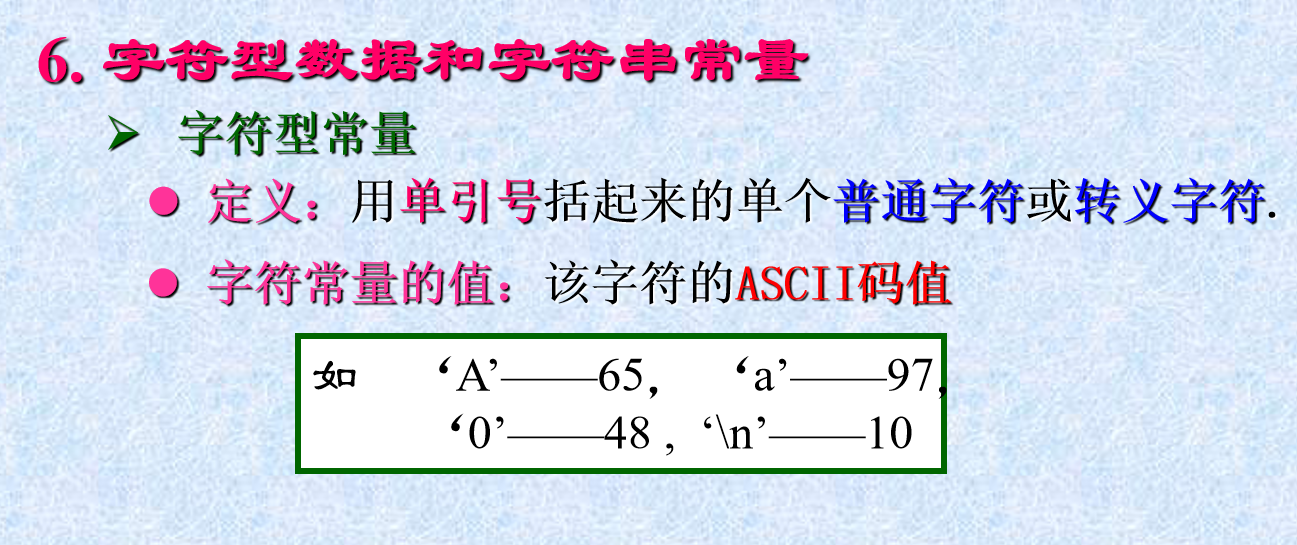 6. 字符型数据和字符串常量
➢ 字符型常量
● 定义：用单引号括起来的单个普通字符或转义字符.
● 字符常量的值：该字符的ASCII码值
如 ‘A’——65， ‘a’——97，
‘0’——48 , ‘\n’——10